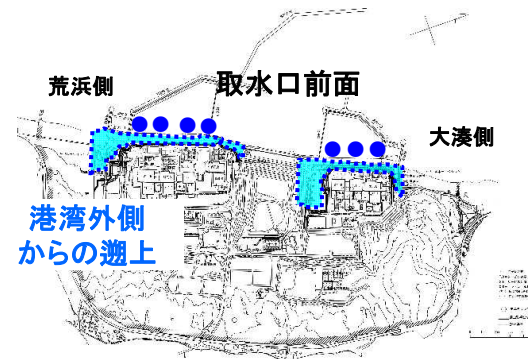 取水口前面
荒浜側
大湊側
港湾外側
からの遡上